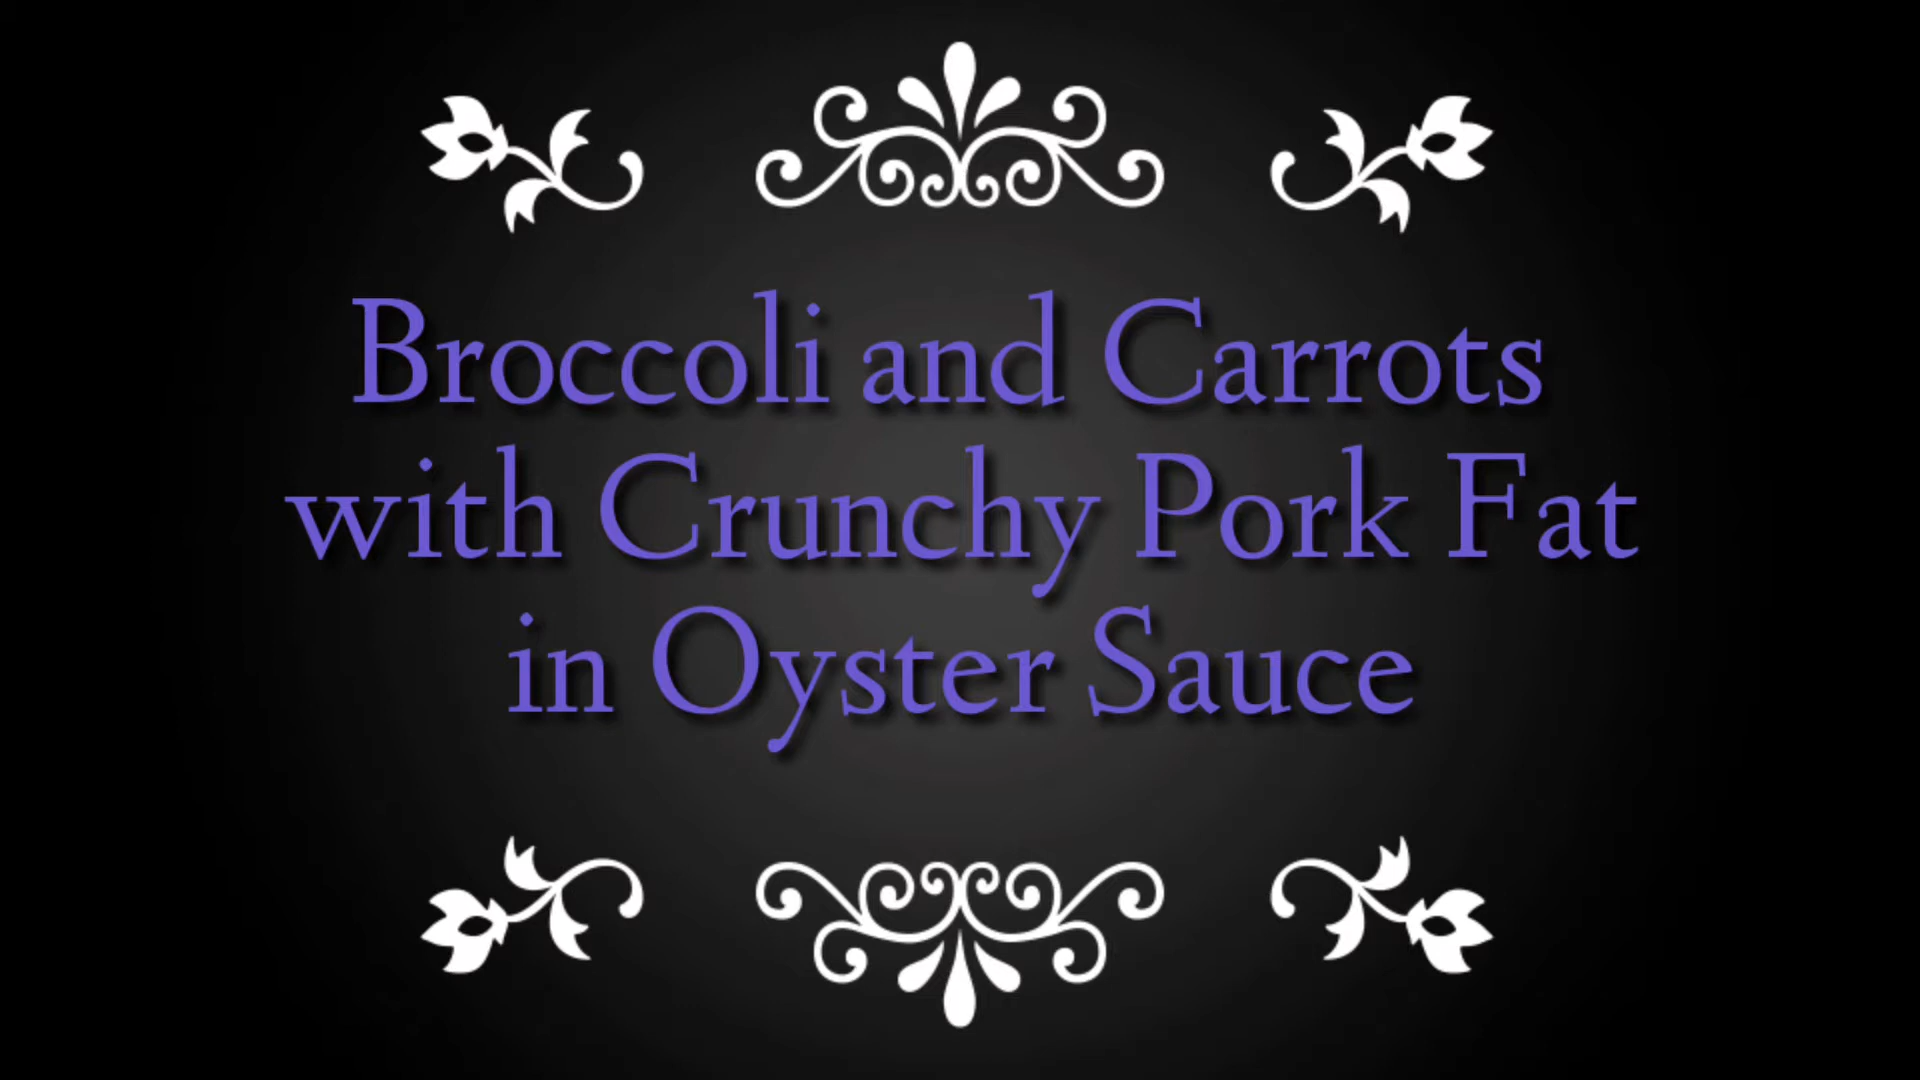 Broccoli and Carrots
with Crunchy Pork Fat
in Oyster Sauce